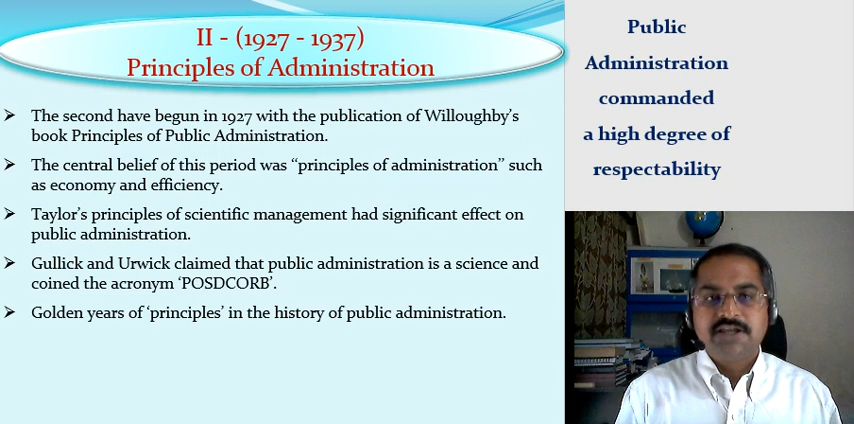 II - (1927 - 1937)
Principles of Administration
➢ The second have begun in 1927 with the publication of Willoughby's
book Principles of Public Administration.
➢ The central belief of this period was “principles of administration” such
as economy and efficiency.
➢ Taylor's principles of scientific management had significant effect on
public administration.
➢ Gullick and Urwick claimed that public administration is a science and
coined the acronym ‘POSDCORB’.
➢ Golden years of ‘principles’ in the history of public administration.
Public
Administration
commanded
a high degree of
respectability